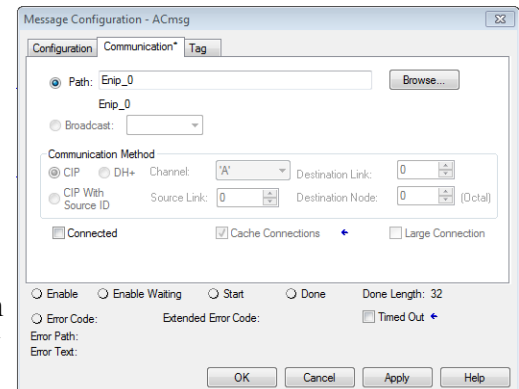 Message Configuration - ACmsg
Configuration Communication* Tag
Path: Enip_0 Browse...
Enip_0
Broadcast:
Communication Method
CIP DH+ Channel: 'A' Destination Link: 0
CIP With Source ID Source Link: 0 Destination Node: 0 (Octal)
Connected Cache Connections ← Large Connection
Enable Enable Waiting Start Done Done Length: 32
Error Code: Extended Error Code: Timed Out ←
Error Path:
Error Text:
OK Cancel Apply Help